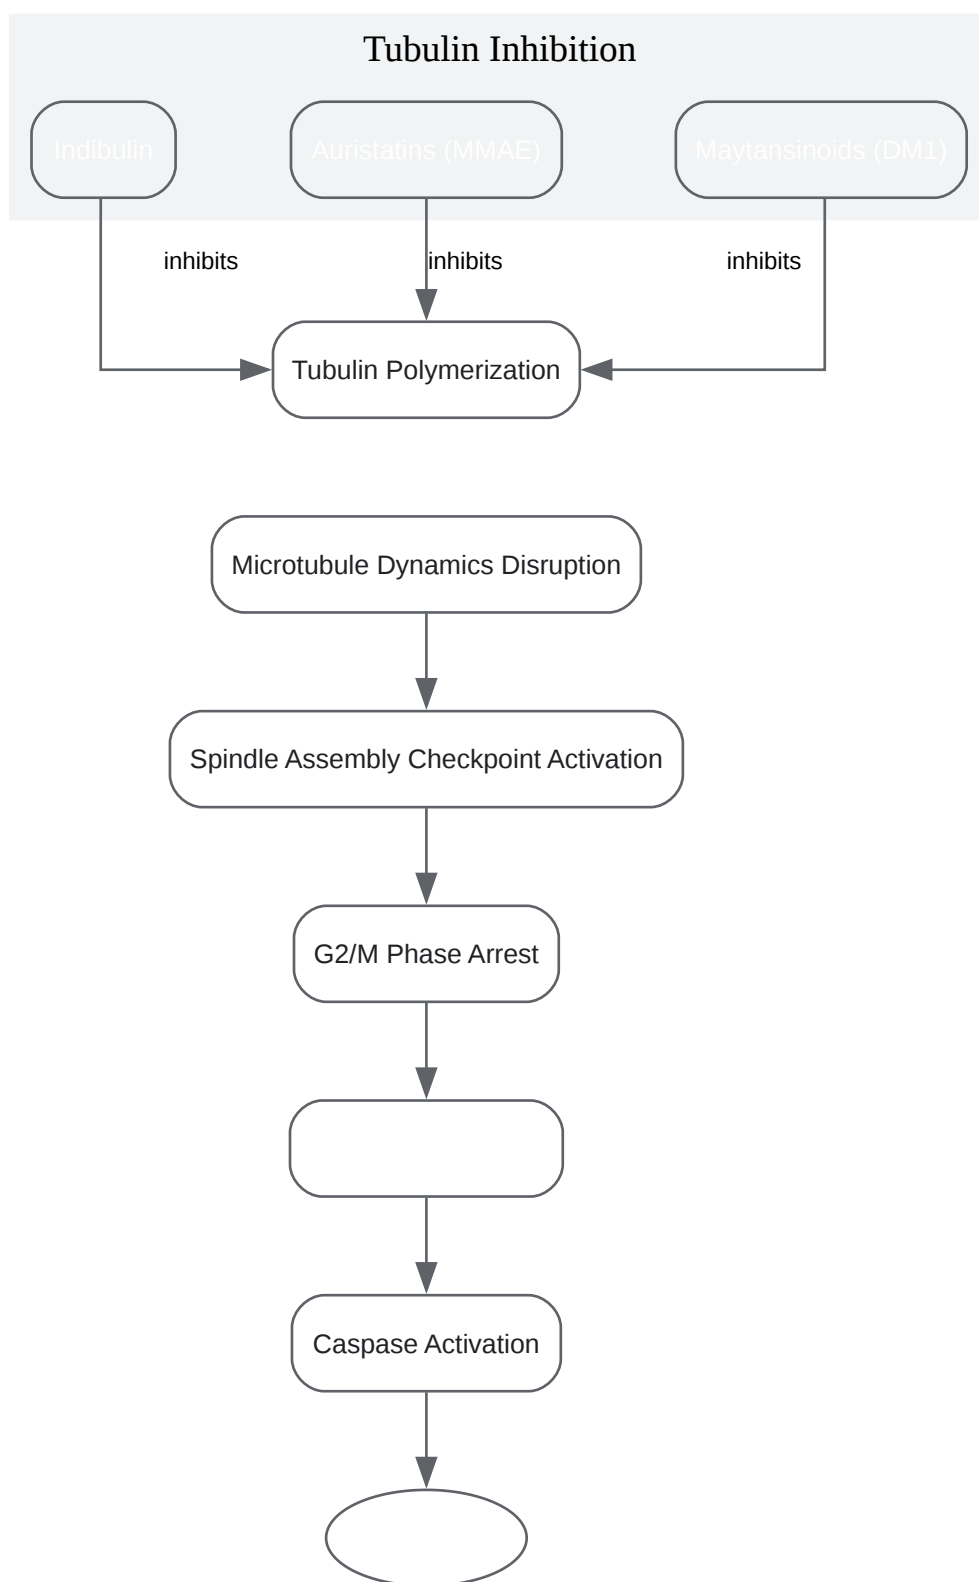 Tubulin Inhibition
Indibulin
Auristatins (MMAE)
Maytansinoids (DM1)
inhibits
inhibits
inhibits
Tubulin Polymerization
Microtubule Dynamics Disruption
Spindle Assembly Checkpoint Activation
G2/M Phase Arrest
Caspase Activation